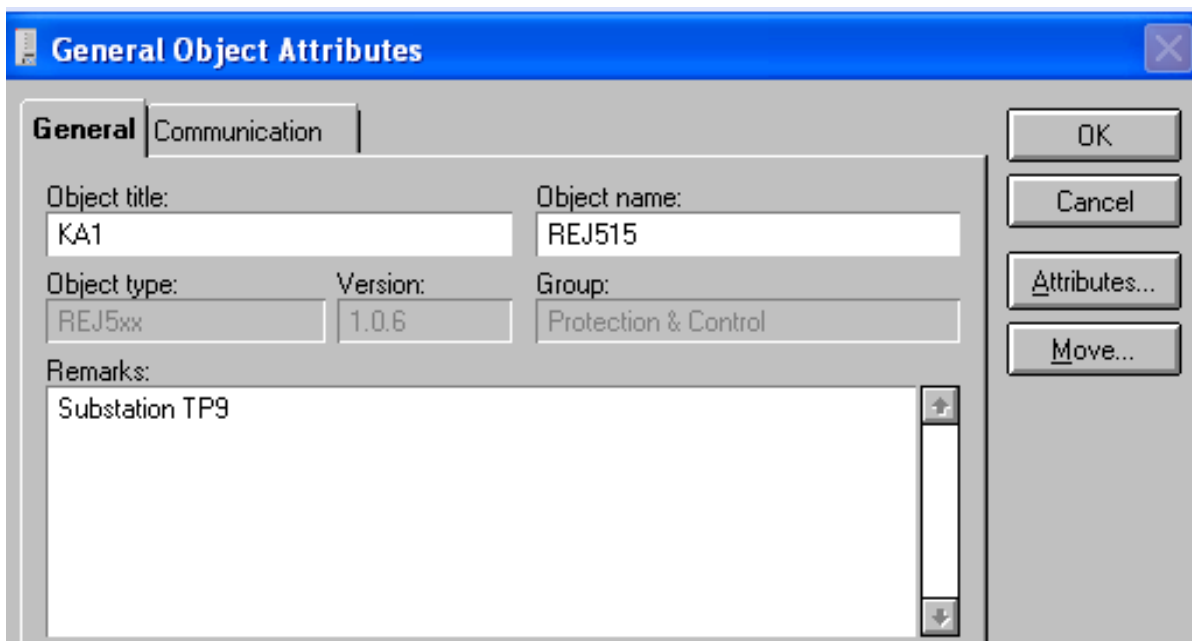 General Object Attributes
General Communication
OK
Object title: Object name:
Cancel
KA1 REJ515
Object type: Version: Group:
Attributes...
REJ5xx 1.0.6 Protection & Control
Move...
Remarks:
Substation TP9